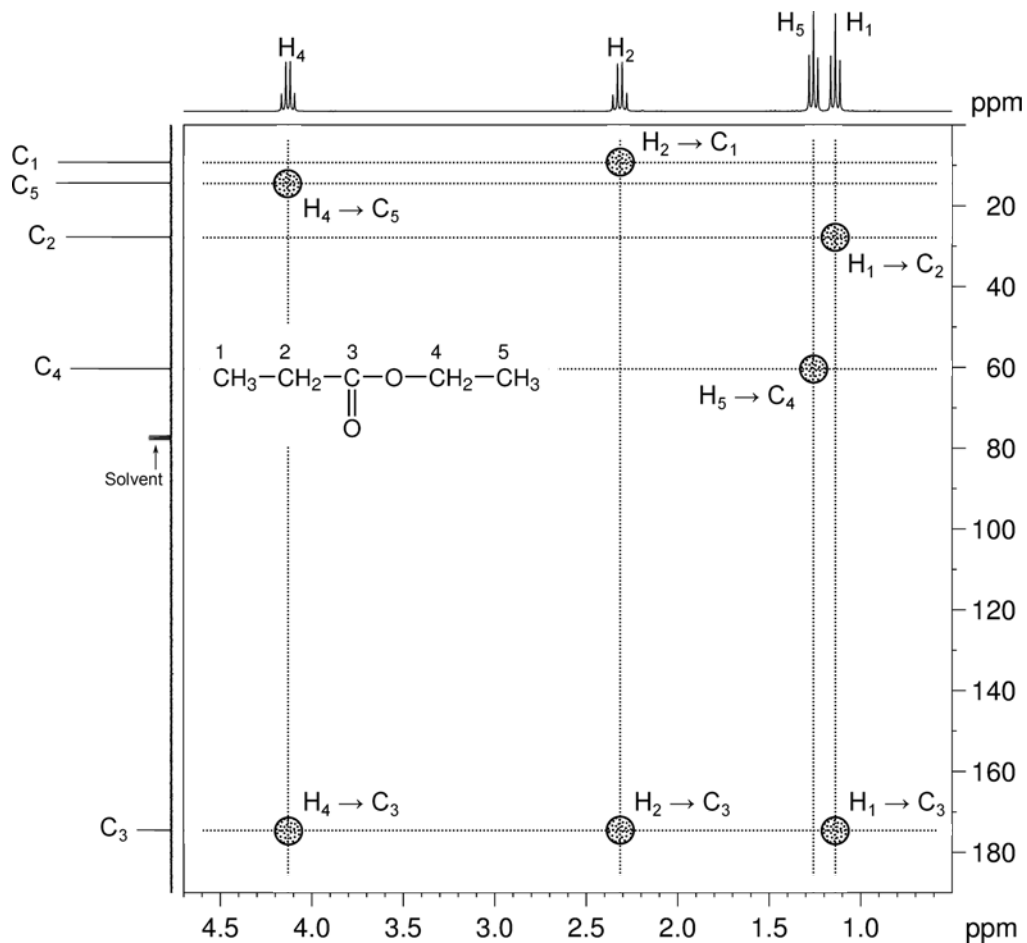 H₄ H₂ H₅ H₁
ppm
C₁
C₅
C₂
C₄
Solvent
C₃
H₂ → C₁
H₄ → C₅
H₁ → C₂
H₅ → C₄
1 2 3 4 5
CH₃—CH₂—C—O—CH₂—CH₃
O
H₄ → C₃ H₂ → C₃ H₁ → C₃
20
40
60
80
100
120
140
160
180
4.5 4.0 3.5 3.0 2.5 2.0 1.5 1.0 ppm